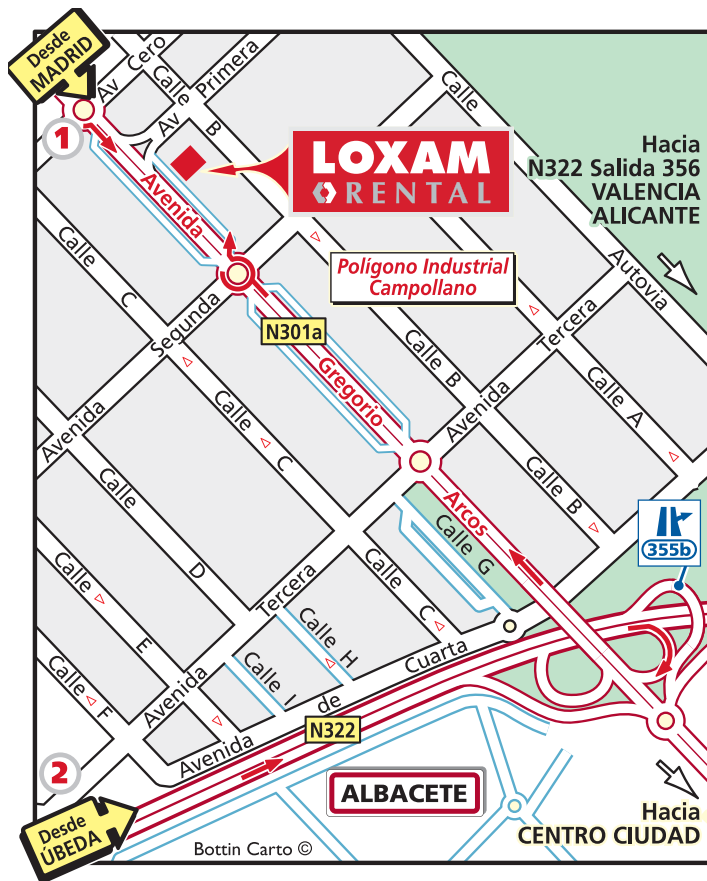 Desde
MADRID
Av Cero
Calle B
Av Primera
Calle
1
LOXAM
RENTAL
Hacia
N322 Salida 356
VALENCIA
ALICANTE
Avenida
Calle C
Polígono Industrial
Campollano
Autovia
Avenida Segunda
N301a
Gregorio
Calle B
Avenida Tercera
Calle A
Calle C
Calle D
Calle B
Arcos
Calle G
355b
Avenida Tercera
Calle E
Calle C
Calle H
Calle I
Calle F
Avenida de Cuarta
N322
2
Desde
ÚBEDA
ALBACETE
Hacia
CENTRO CIUDAD
Bottin Carto ©